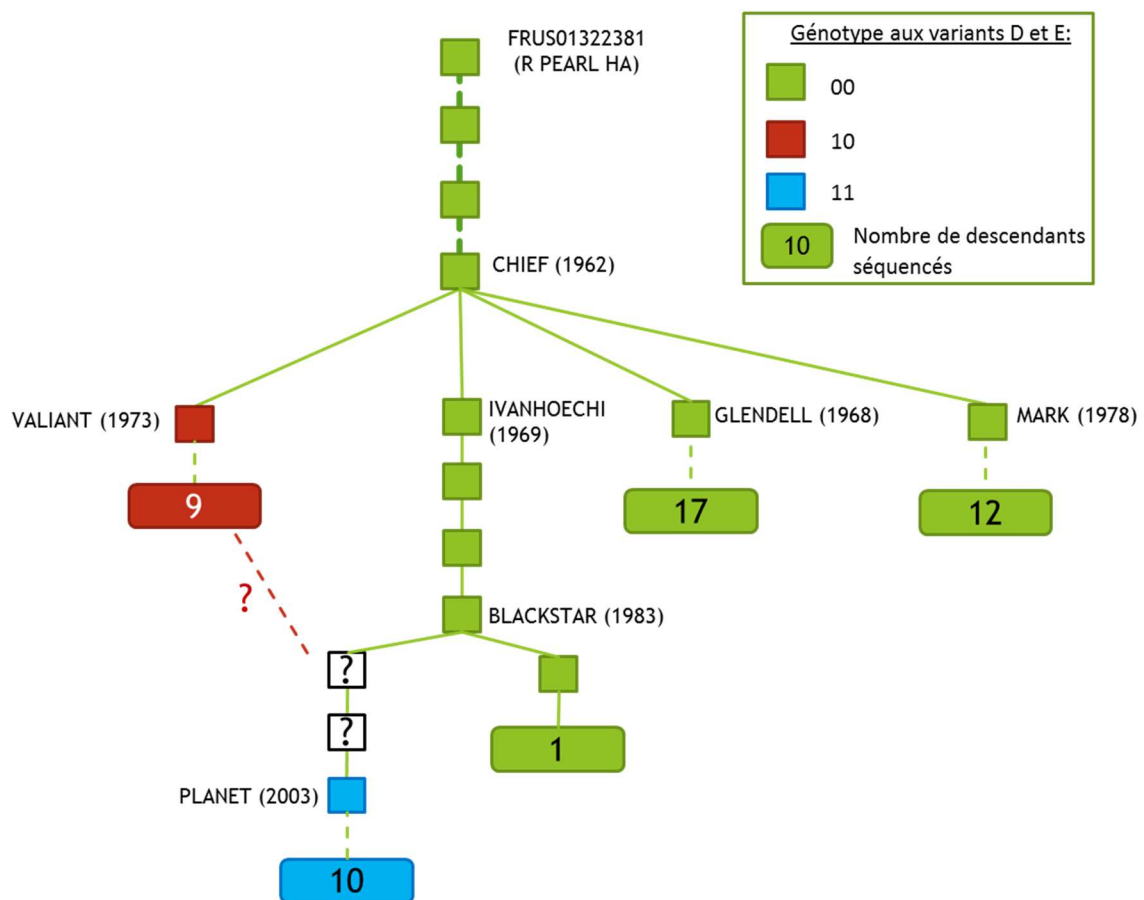 FRUS01322381
(R PEARL HA)
Génotype aux variants D et E:
00
10
11
10
Nombre de descendants
séquencés
CHIEF (1962)
VALIANT (1973)
IVANHOECHI
(1969)
GLENDELL (1968)
MARK (1978)
9
17
12
?
BLACKSTAR (1983)
?
?
1
PLANET (2003)
10